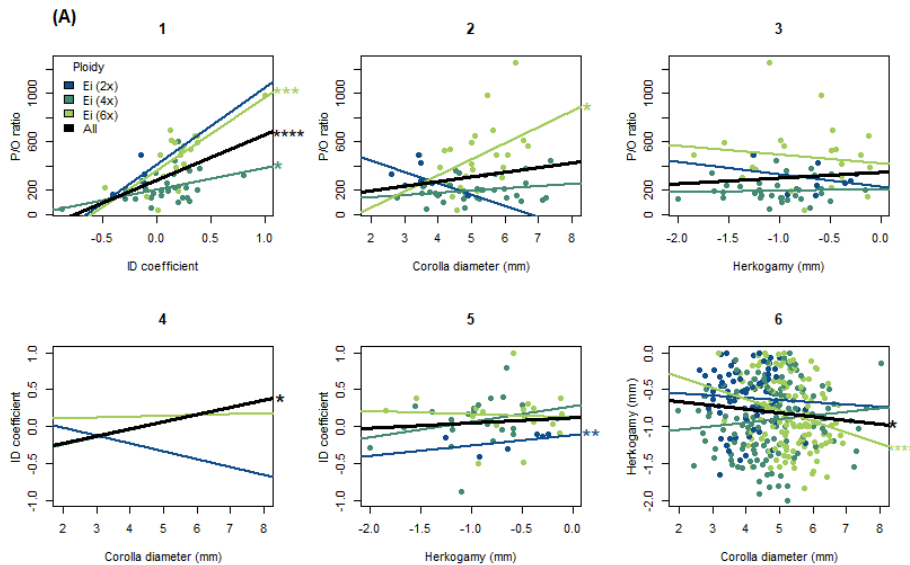 (A)
1
2
3
Ploidy
Ei (2x)
Ei (4x)
Ei (6x)
All
P/O ratio
0 200 600 1000
-0.5 0.0 0.5 1.0
ID coefficient
***
****
*
P/O ratio
0 200 600 1000
2 3 4 5 6 7 8
Corolla diameter (mm)
*
P/O ratio
0 200 600 1000
-2.0 -1.5 -1.0 -0.5 0.0
Herkogamy (mm)
4
5
6
ID coefficient
-1.0 -0.5 0.0 0.5 1.0
2 3 4 5 6 7 8
Corolla diameter (mm)
*
ID coefficient
-1.0 -0.5 0.0 0.5 1.0
-2.0 -1.5 -1.0 -0.5 0.0
Herkogamy (mm)
**
Herkogamy (mm)
-2.0 -1.5 -1.0 -0.5 0.0
2 3 4 5 6 7 8
Corolla diameter (mm)
*